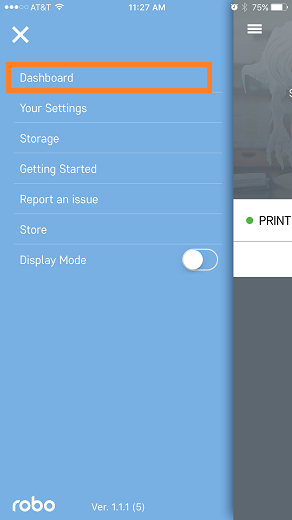 AT&T 11:27 AM 75%
Dashboard
Your Settings
Storage
Getting Started
Report an issue
Store
Display Mode
S
PRINT
robo Ver. 1.1.1 (5)